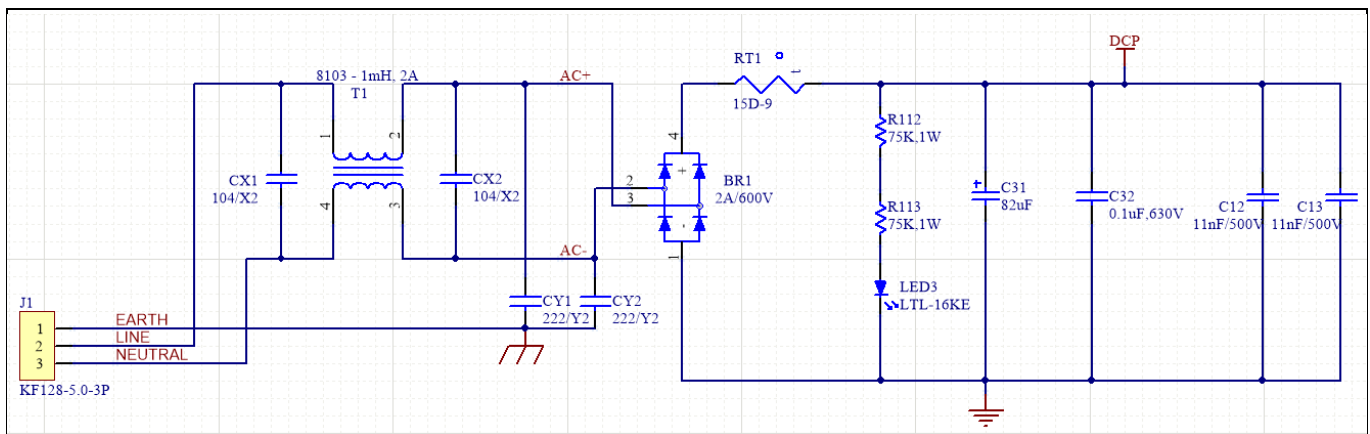 8103 - 1mH, 2A
T1
1
2
4
3
CX1
104/X2
CX2
104/X2
AC+
AC-
CY1
222/Y2
CY2
222/Y2
J1
1
2
3
EARTH
LINE
NEUTRAL
KF128-5.0-3P
RT1
t
15D-9
4
2
3
1
+
-
BR1
2A/600V
R112
75K,1W
R113
75K,1W
LED3
LTL-16KE
+
C31
82uF
C32
0.1uF,630V
DCP
C12
11nF/500V
C13
11nF/500V